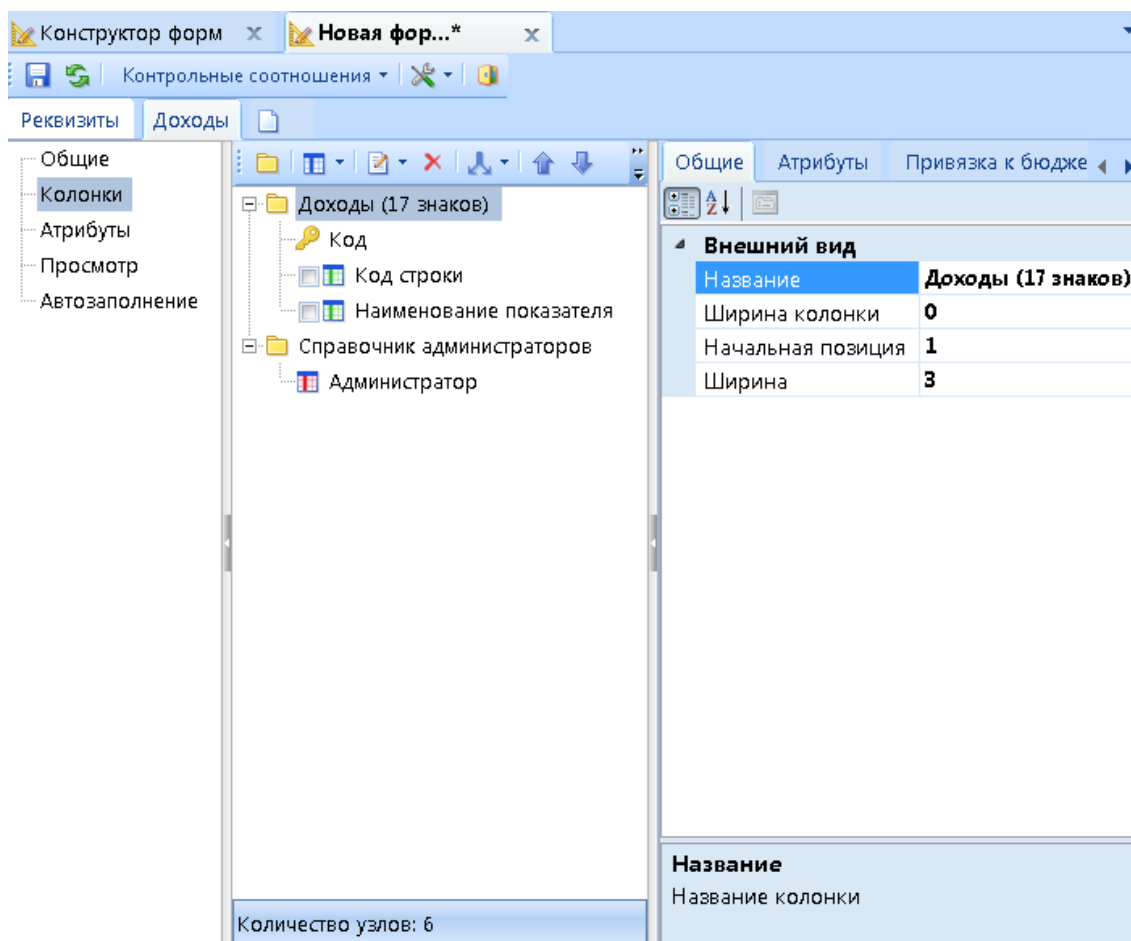 Конструктор форм
Новая фор...*
Контрольные соотношения
Реквизиты
Доходы
Общие
Колонки
Атрибуты
Просмотр
Автозаполнение
Доходы (17 знаков)
Код
Код строки
Наименование показателя
Справочник администраторов
Администратор
Количество узлов: 6
Общие Атрибуты Привязка к бюдже
Внешний вид
Название Доходы (17 знаков)
Ширина колонки 0
Начальная позиция 1
Ширина 3
Название
Название колонки